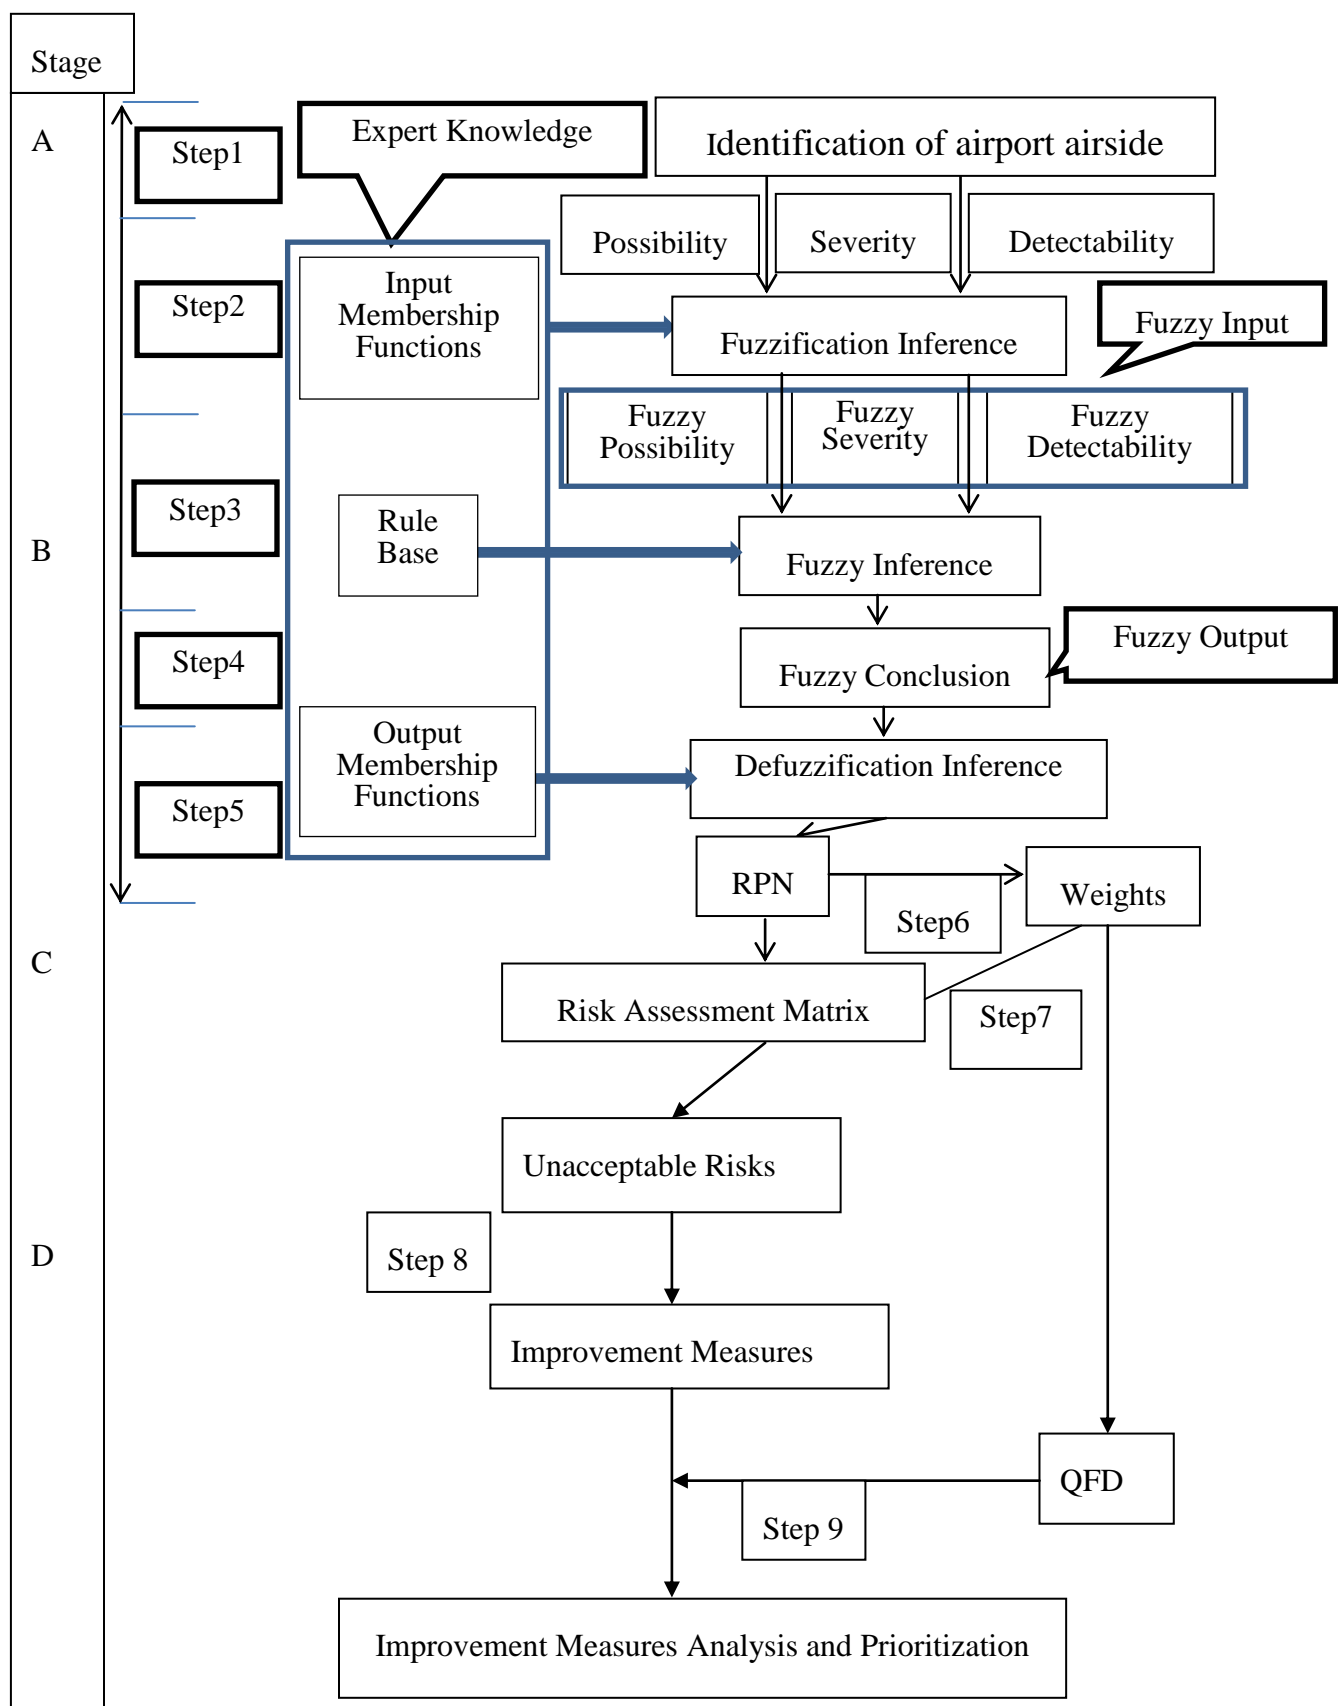 Stage
A
Step1
Expert Knowledge
Identification of airport airside
Possibility
Severity
Detectability
Step2
Input
Membership
Functions
Fuzzification Inference
Fuzzy Input
Fuzzy
Possibility
Fuzzy
Severity
Fuzzy
Detectability
B
Step3
Rule
Base
Fuzzy Inference
Step4
Fuzzy Conclusion
Fuzzy Output
Output
Membership
Functions
Defuzzification Inference
Step5
RPN
Step6
Weights
C
Risk Assessment Matrix
Step7
Unacceptable Risks
D
Step 8
Improvement Measures
QFD
Step 9
Improvement Measures Analysis and Prioritization